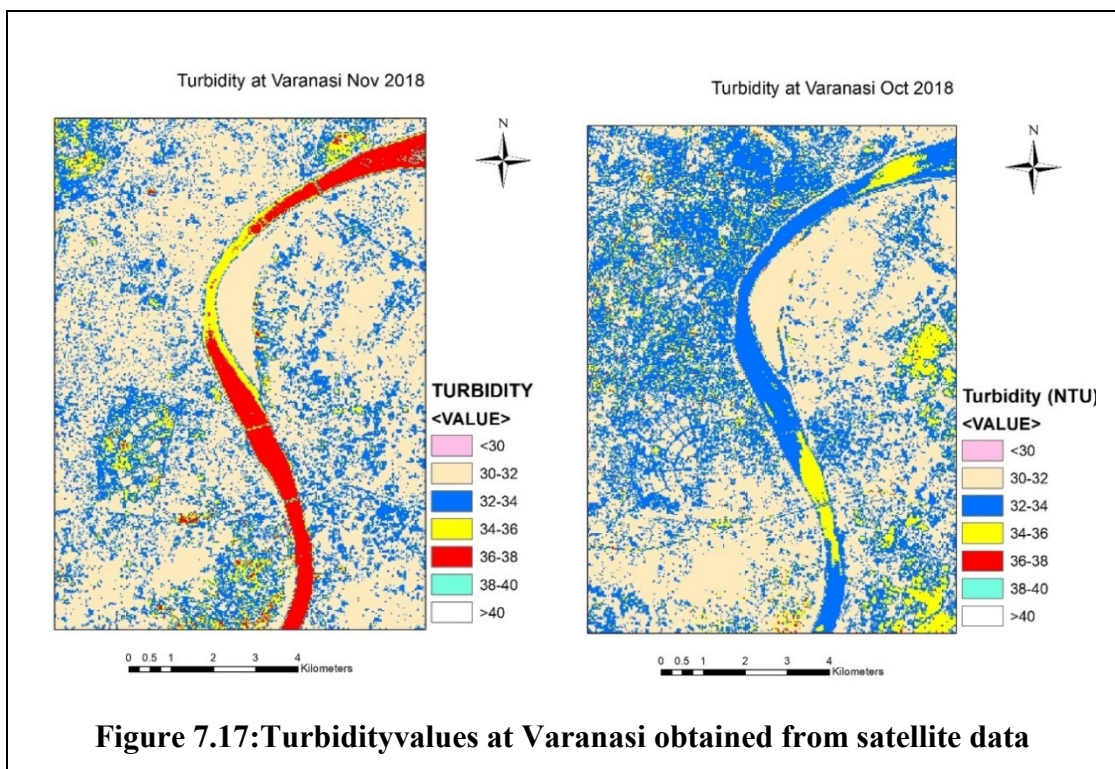 Turbidity at Varanasi Nov 2018
N
TURBIDITY
<VALUE>
<30
30-32
32-34
34-36
36-38
38-40
>40
0 0.5 1 2 3 4
Kilometers
Turbidity at Varanasi Oct 2018
N
Turbidity (NTU)
<VALUE>
<30
30-32
32-34
34-36
36-38
38-40
>40
0 0.5 1 2 3 4
Kilometers
Figure 7.17:Turbidityvalues at Varanasi obtained from satellite data